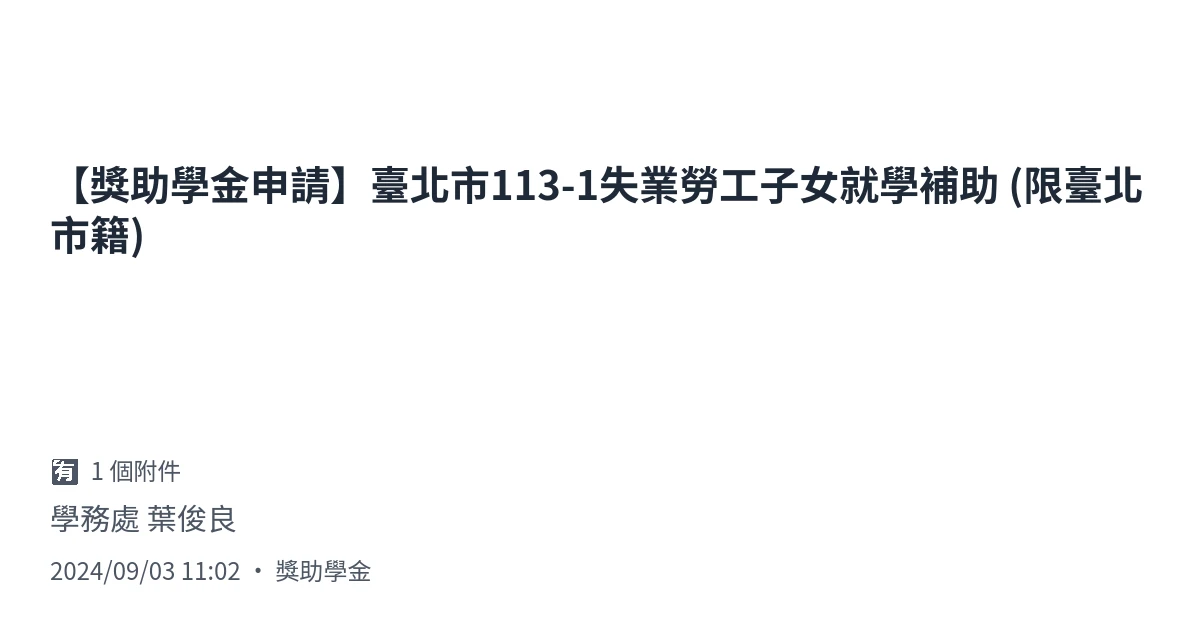 【獎助學金申請】臺北市113-1失業勞工子女就學補助 (限臺北
市籍)
🈶 1 個附件
學務處 葉俊良
2024/09/03 11:02 • 獎助學金